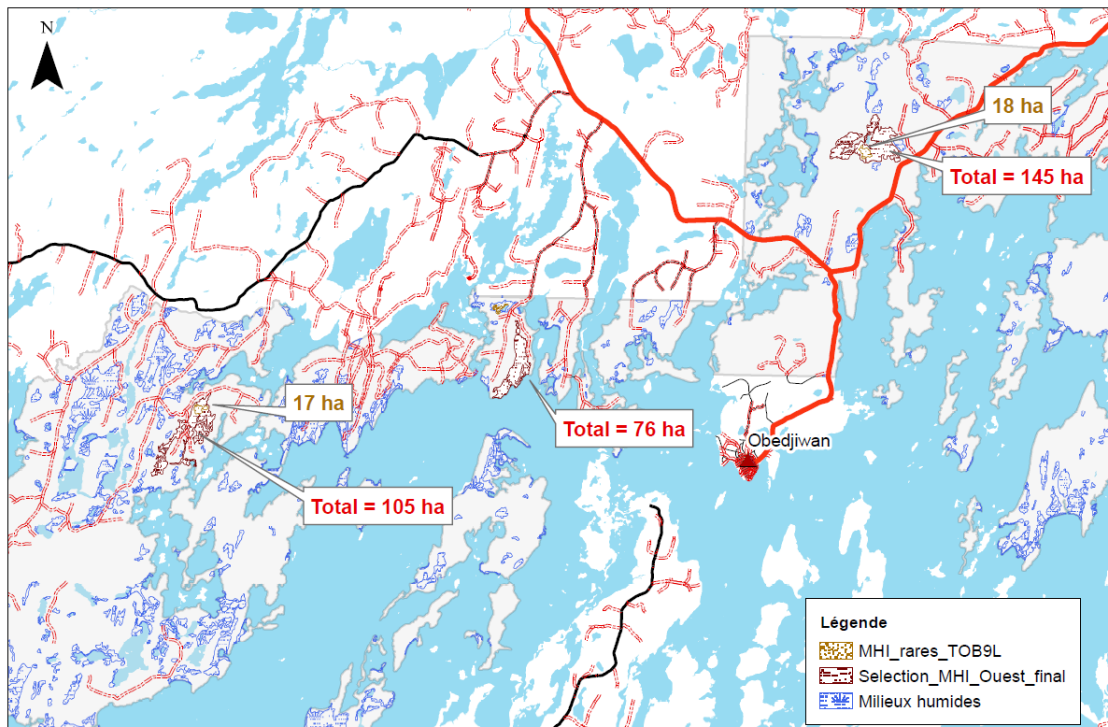 N
18 ha
Total = 145 ha
17 ha
Total = 76 ha
Obedjiwan
Total = 105 ha
Légende
MHI_rares_TOB9L
Selection_MHI_Ouest_final
Milieux humides